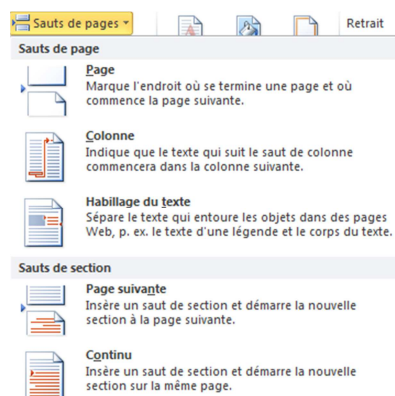 Sauts de pages
Retrait
Sauts de page
Page
Marque l'endroit où se termine une page et où
commence la page suivante.
Colonne
Indique que le texte qui suit le saut de colonne
commencera dans la colonne suivante.
Habillage du texte
Sépare le texte qui entoure les objets dans des pages
Web, p. ex. le texte d'une légende et le corps du texte.
Sauts de section
Page suivante
Insère un saut de section et démarre la nouvelle
section à la page suivante.
Continu
Insère un saut de section et démarre la nouvelle
section sur la même page.